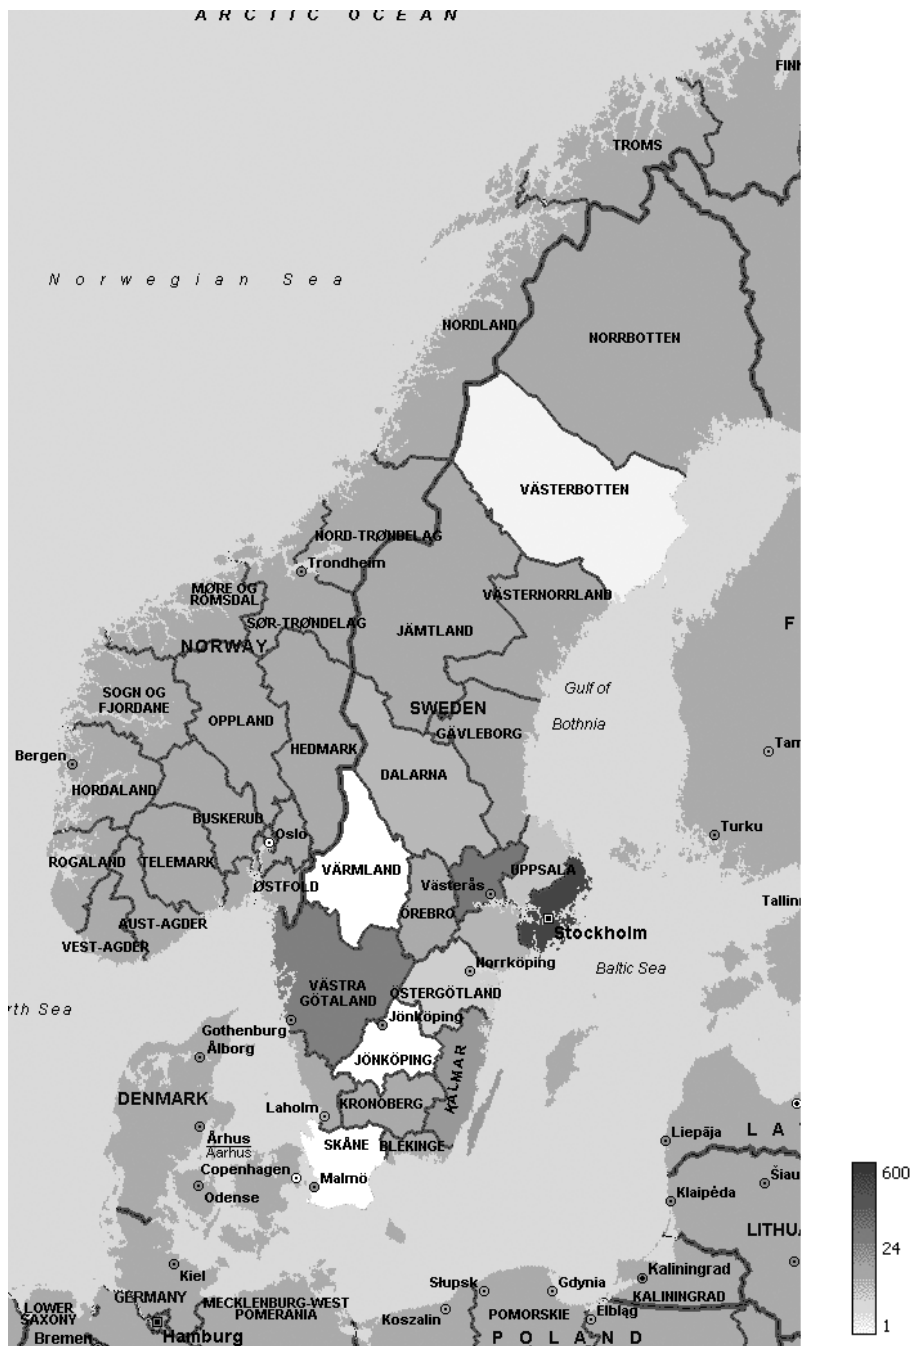 ARCTIC OCEAN
TROMS
Norwegian Sea
NORDLAND
NORRBOTTEN
VÄSTERBOTTEN
NORD-TRØNDELAG
Trondheim
MØRE OG
ROMSDAL
VÄSTERNORRLAND
SØR-TRØNDELAG
JÄMTLAND
F
NORWAY
SOGN OG
FJORDANE
Gulf of
Bothnia
SWEDEN
OPPLAND
GÄVLEBORG
HEDMARK
Bergen
DALARNA
HORDALAND
BUSKERUD
Oslo
Turku
ROGALAND
TELEMARK
VÄRMLAND
UPPSALA
Västerås
ØSTFOLD
ÖREBRO
AUST-AGDER
Stockholm
VEST-AGDER
Norrköping
Baltic Sea
VÄSTRA
GÖTALAND
ÖSTERGÖTLAND
rth Sea
Jönköping
Gothenburg
Ålborg
JÖNKÖPING
KALMAR
DENMARK
KRONOBERG
Laholm
Århus
Aarhus
SKÅNE
BLEKINGE
Liepāja
LA
Copenhagen
Malmö
Odense
Šiau
Klaipėda
600
LITHUA
24
Kiel
Kaliningrad
KALININGRAD
GERMANY
Słupsk
Gdynia
MECKLENBURG-WEST
POMERANIA
LOWER
SAXONY
Koszalin
POMORSKIE
Elbląg
1
Bremen
Hamburg
POLAND